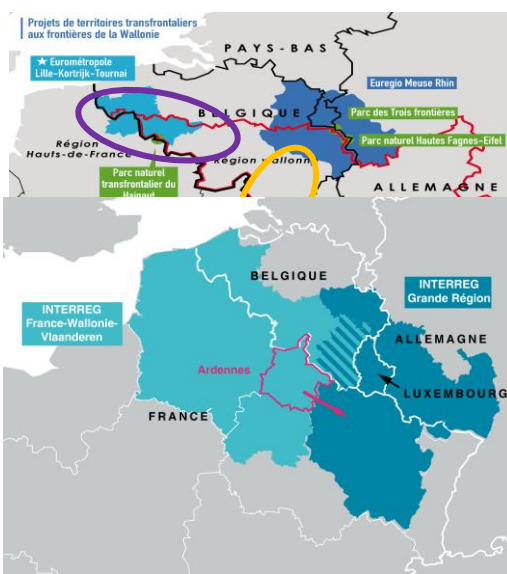 Projets de territoires transfrontaliers
aux frontières de la Wallonie
PAYS-BAS
★ Eurométropole
Lille-Kortrijk-Tournai
Euregio Meuse Rhin
Parc des Trois frontières
BELGIQUE
Parc naturel Hautes Fagnes-Eifel
Région
Hauts-de-France
Région wallonn
Parc naturel
transfrontalier du
Hainaut
ALLEMAGNE
BELGIQUE
INTERREG
France-Wallonie-
Vlaanderen
INTERREG
Grande Région
ALLEMAGNE
Ardennes
LUXEMBOURG
FRANCE